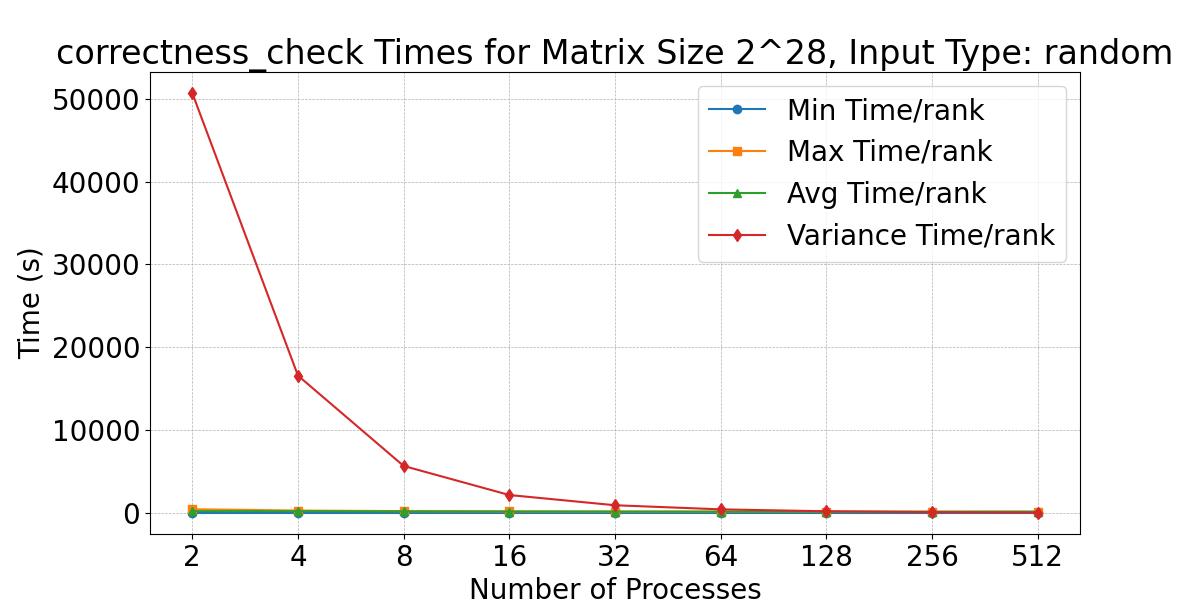 correctness_check Times for Matrix Size 2^28, Input Type: random
Min Time/rank
Max Time/rank
Avg Time/rank
Variance Time/rank
Time (s)
50000
40000
30000
20000
10000
0
2 4 8 16 32 64 128 256 512
Number of Processes